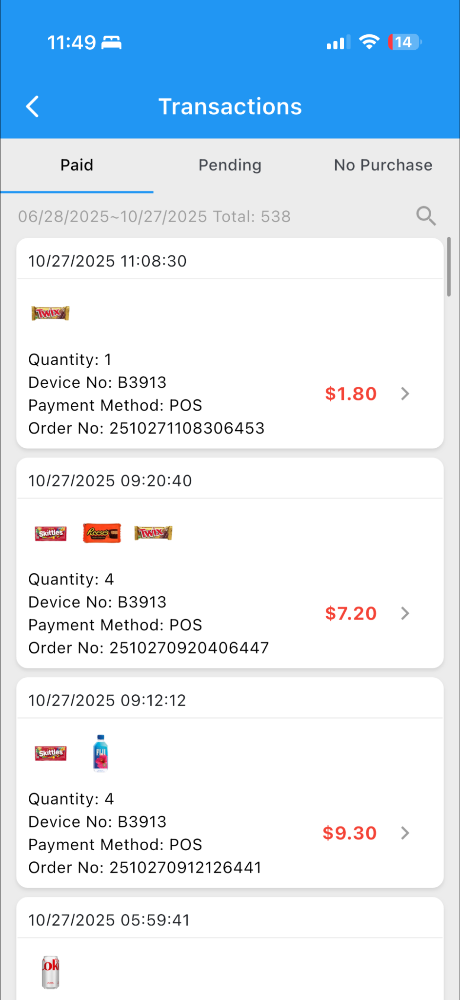 11:49
14
Transactions
Paid Pending No Purchase
06/28/2025~10/27/2025 Total: 538
10/27/2025 11:08:30
TWIX
Quantity: 1
Device No: B3913
Payment Method: POS
Order No: 2510271108306453
$1.80
10/27/2025 09:20:40
Skittles Reese's TWIX
Quantity: 4
Device No: B3913
Payment Method: POS
Order No: 2510270920406447
$7.20
10/27/2025 09:12:12
Skittles FIJI
Quantity: 4
Device No: B3913
Payment Method: POS
Order No: 2510270912126441
$9.30
10/27/2025 05:59:41
Cok